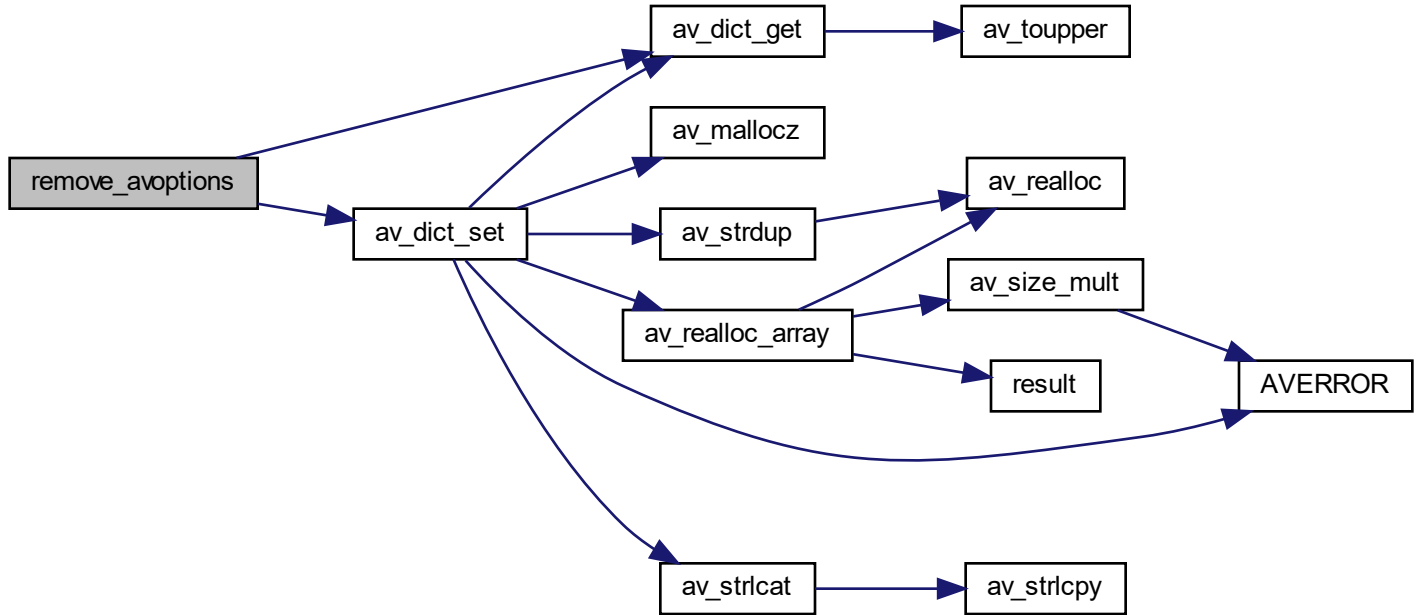 av_dict_get
av_toupper
av_mallocz
remove_avoptions
av_realloc
av_dict_set
av_strdup
av_size_mult
av_realloc_array
result
AVERROR
av_strlcat
av_strlcpy